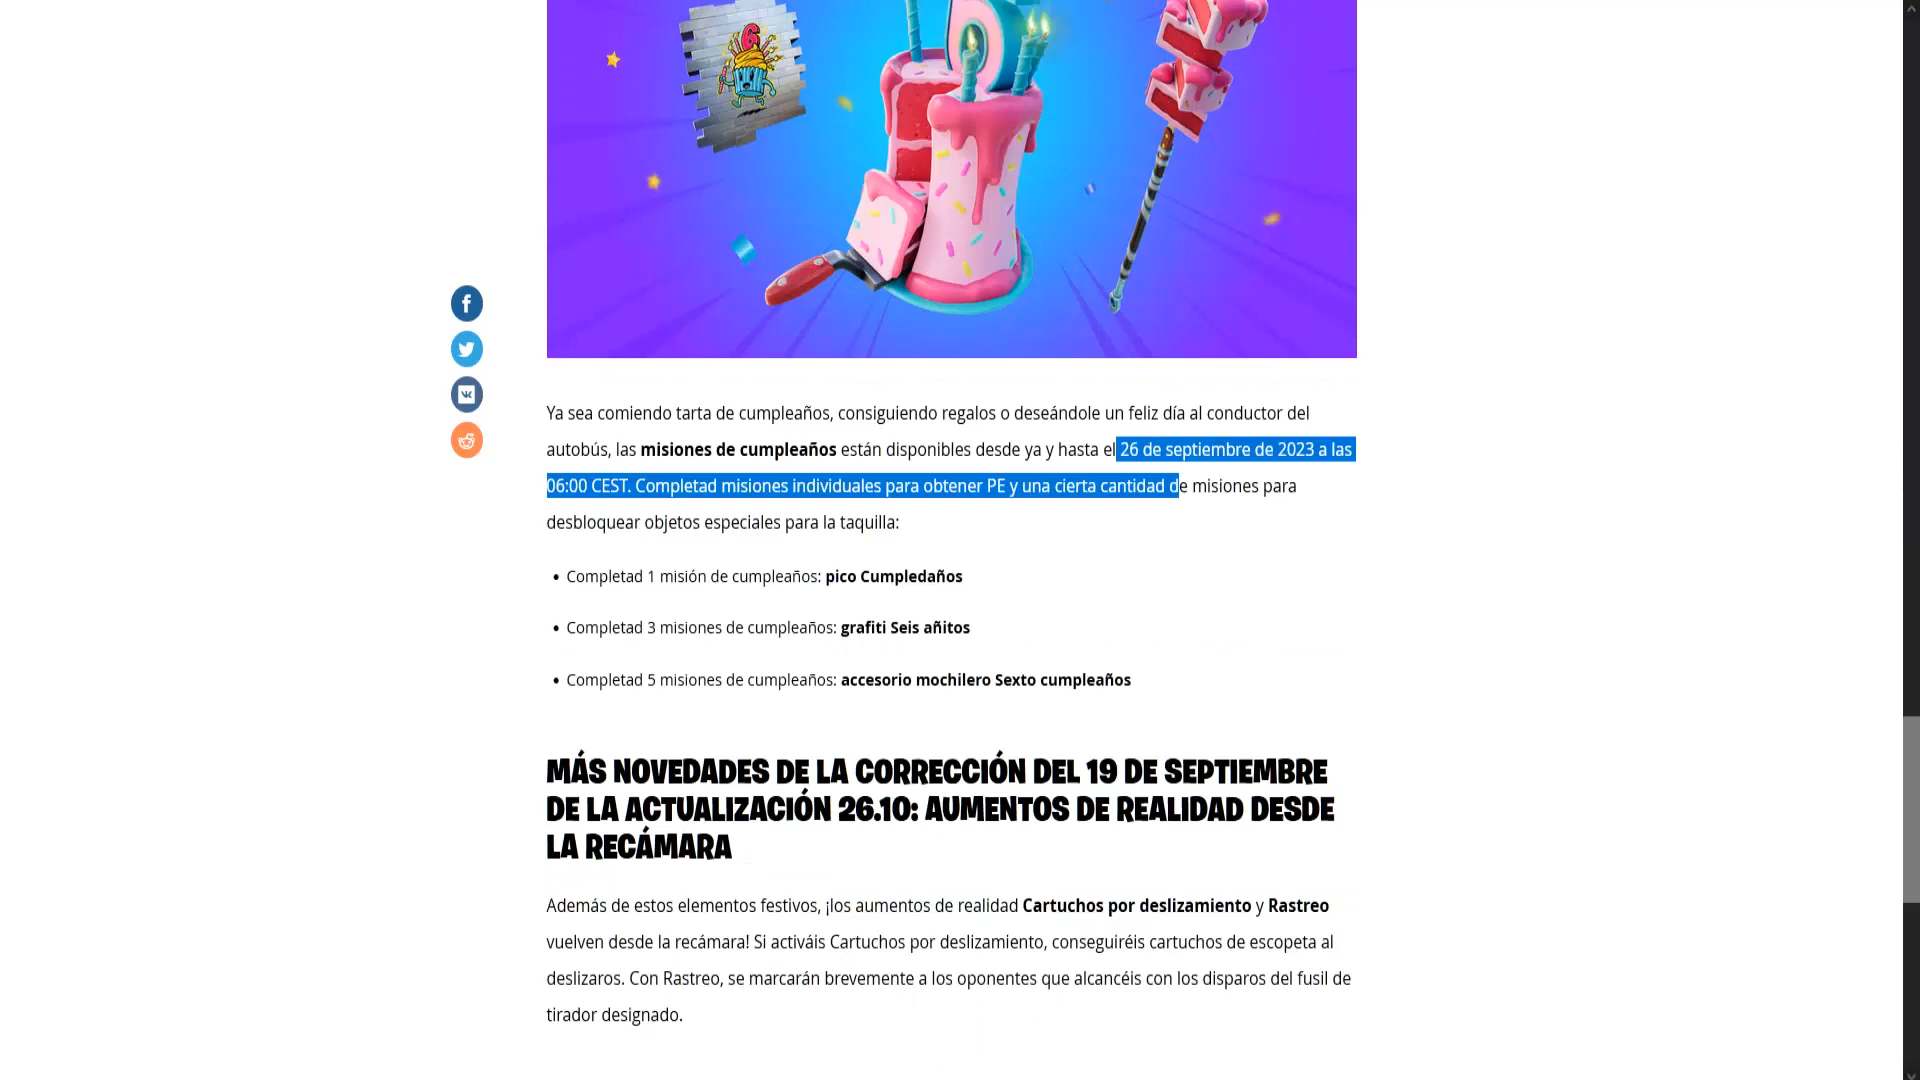 6
Ya sea comiendo tarta de cumpleaños, consiguiendo regalos o deseándole un feliz día al conductor del
autobús, las misiones de cumpleaños están disponibles desde ya y hasta el 26 de septiembre de 2023 a las
06:00 CEST. Completad misiones individuales para obtener PE y una cierta cantidad de misiones para
desbloquear objetos especiales para la taquilla:
• Completad 1 misión de cumpleaños: pico Cumpledaños
• Completad 3 misiones de cumpleaños: grafiti Seis añitos
• Completad 5 misiones de cumpleaños: accesorio mochilero Sexto cumpleaños
MÁS NOVEDADES DE LA CORRECCIÓN DEL 19 DE SEPTIEMBRE
DE LA ACTUALIZACIÓN 26.10: AUMENTOS DE REALIDAD DESDE
LA RECÁMARA
Además de estos elementos festivos, ¡los aumentos de realidad Cartuchos por deslizamiento y Rastreo
vuelven desde la recámara! Si activáis Cartuchos por deslizamiento, conseguiréis cartuchos de escopeta al
deslizaros. Con Rastreo, se marcarán brevemente a los oponentes que alcancéis con los disparos del fusil de
tirador designado.